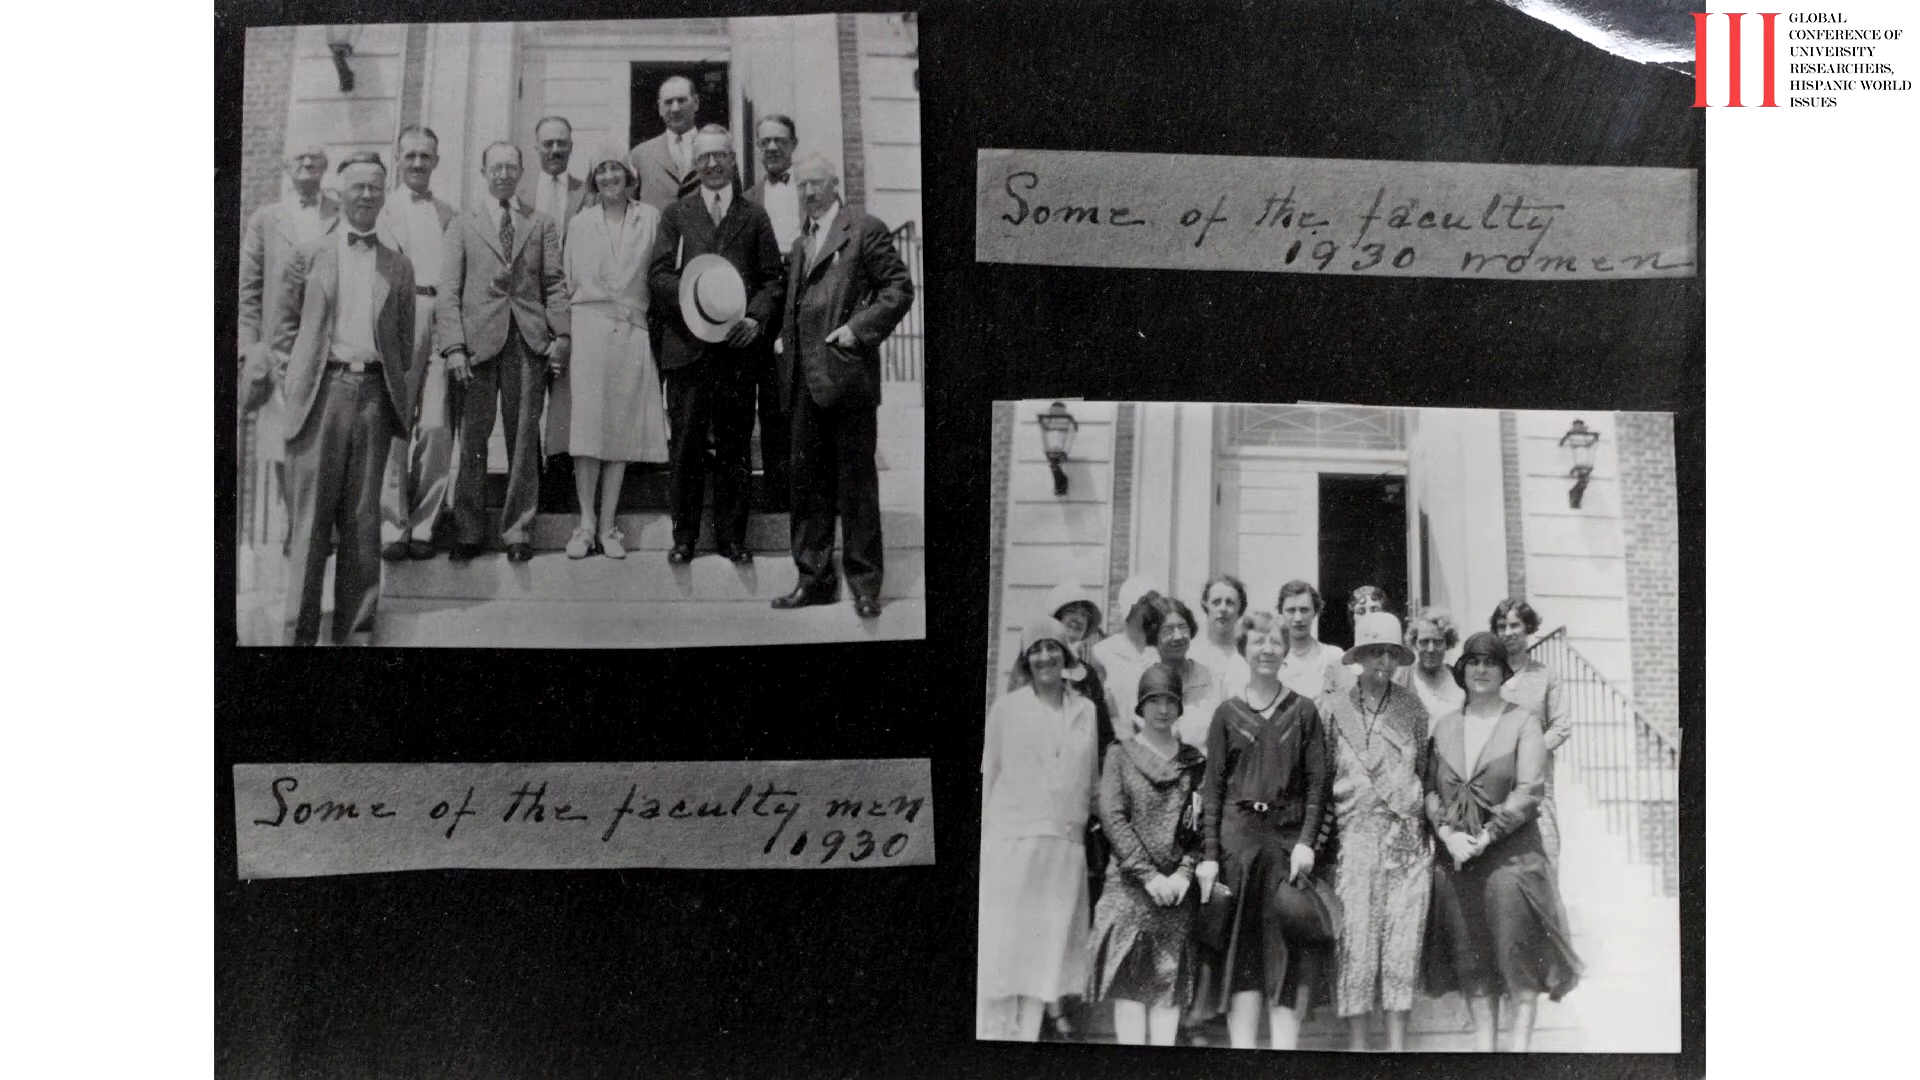 III
GLOBAL
CONFERENCE OF
UNIVERSITY
RESEARCHERS,
HISPANIC WORLD
ISSUES
Some of the faculty
1930 women
Some of the faculty men
1930